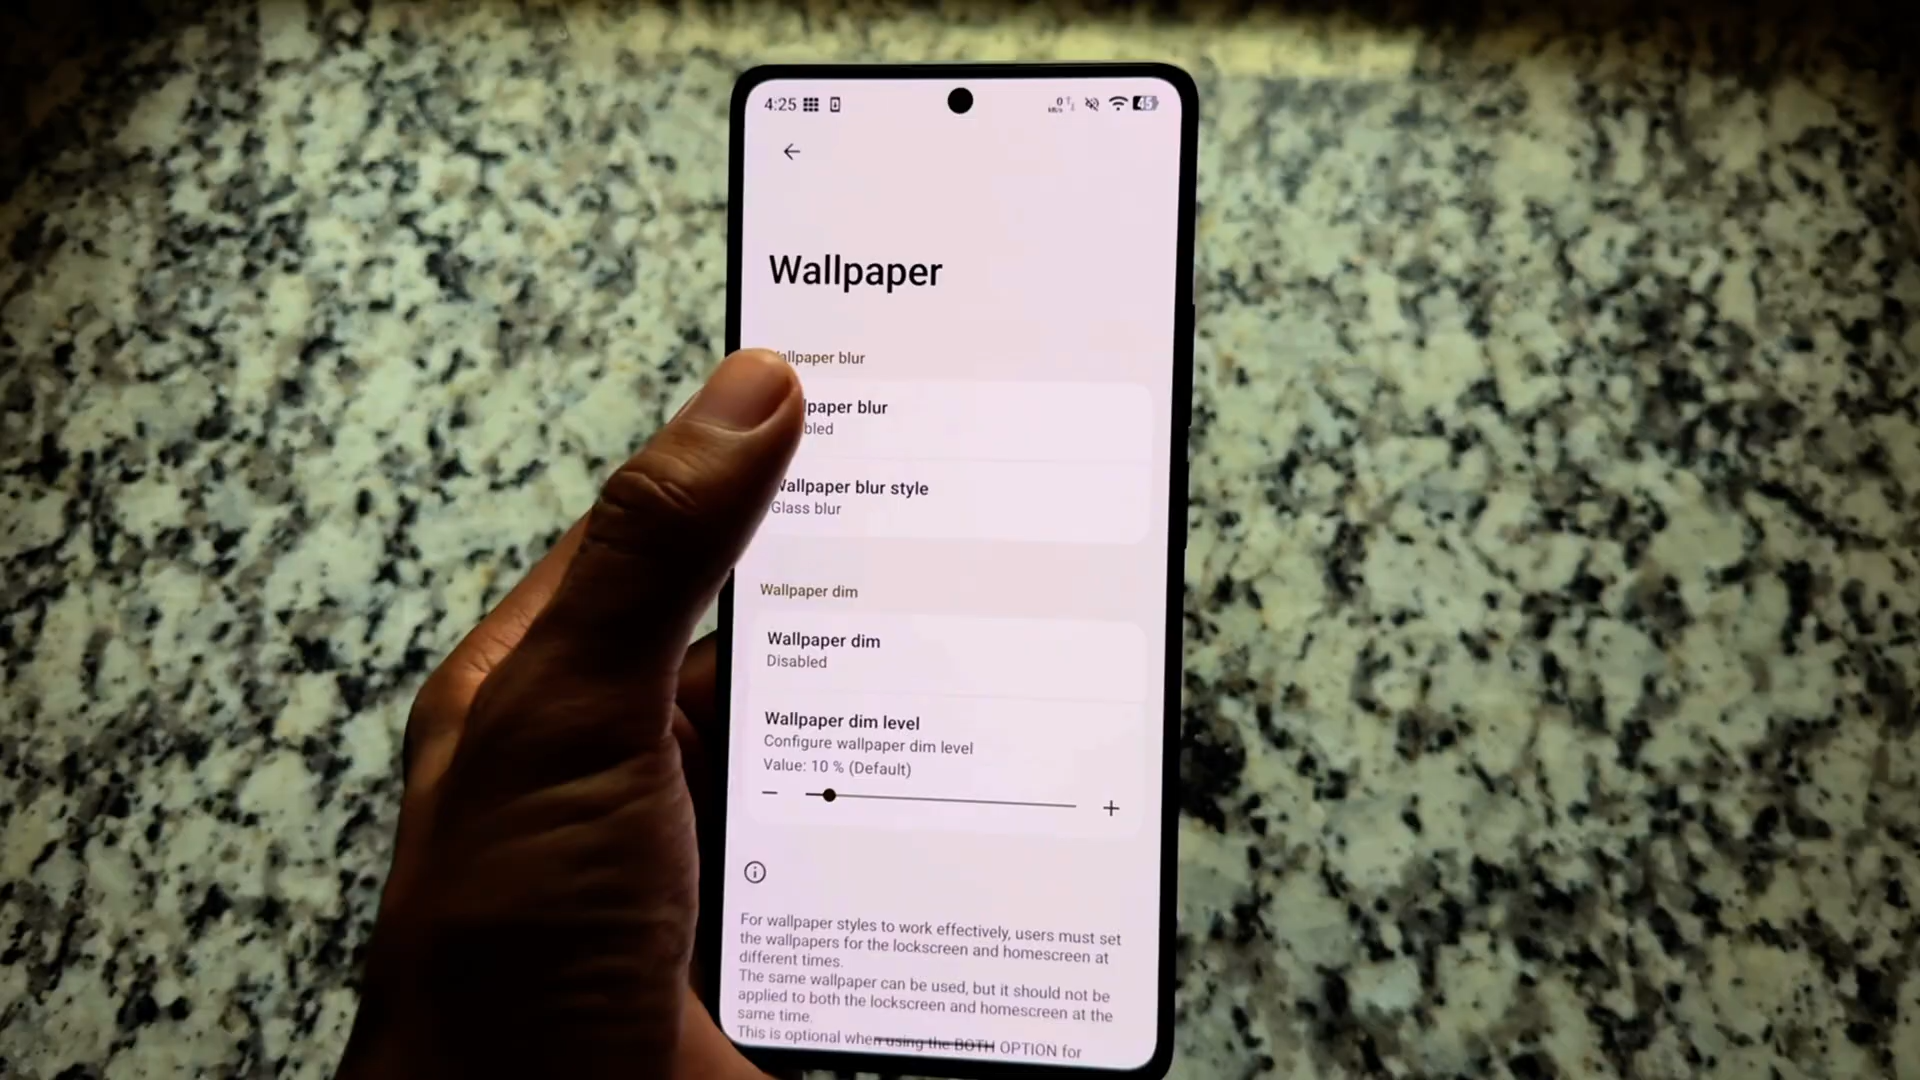 4:25
45
Wallpaper
allpaper blur
lpaper blur
bled
Wallpaper blur style
Glass blur
Wallpaper dim
Wallpaper dim
Disabled
Wallpaper dim level
Configure wallpaper dim level
Value: 10 % (Default)
For wallpaper styles to work effectively, users must set
the wallpapers for the lockscreen and homescreen at
different times.
The same wallpaper can be used, but it should not be
applied to both the lockscreen and homescreen at the
same time.
This is optional when using the BOTH OPTION for